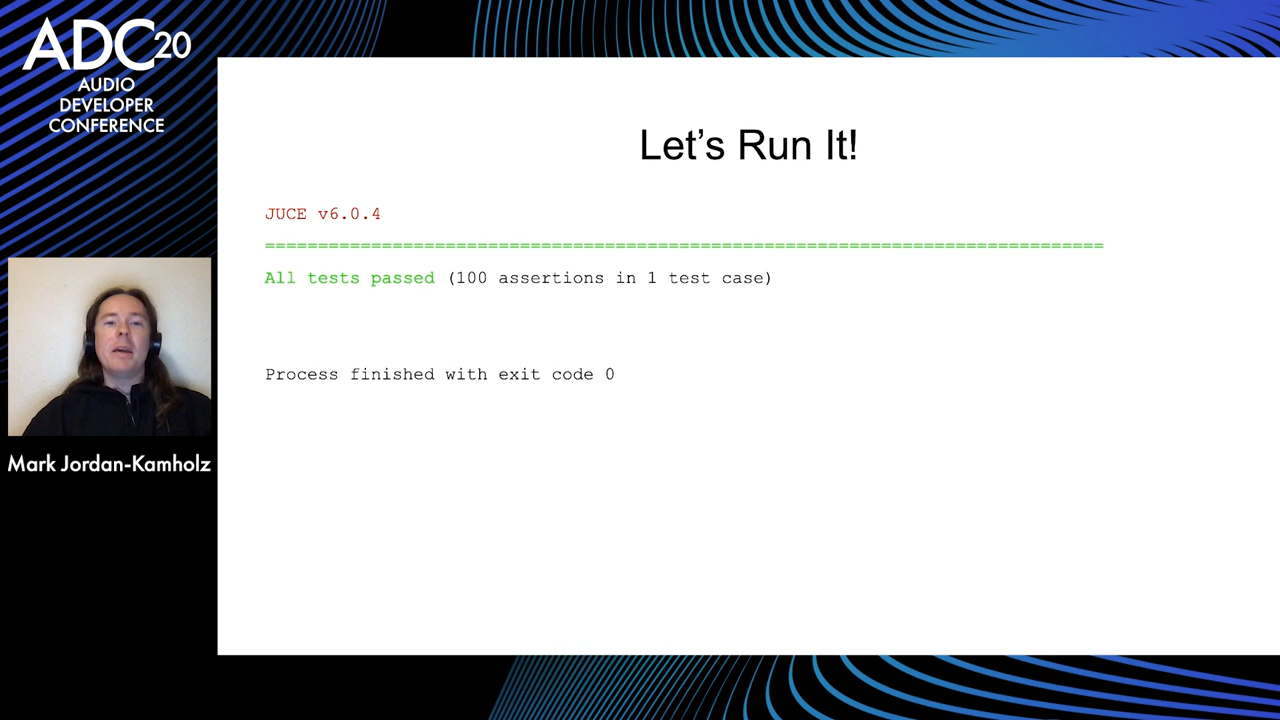 ADC20
AUDIO
DEVELOPER
CONFERENCE
Let's Run It!
JUCE v6.0.4
===============================================================================
All tests passed (100 assertions in 1 test case)
Process finished with exit code 0
Mark Jordan-Kamholz